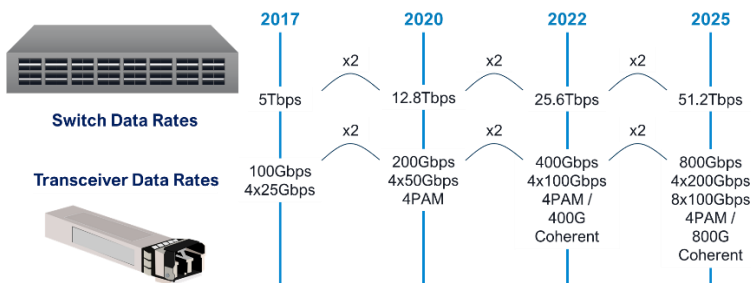 2017 2020 2022 2025
x2 x2 x2
5Tbps 12.8Tbps 25.6Tbps 51.2Tbps
Switch Data Rates
x2 x2 x2
Transceiver Data Rates
100Gbps
4x25Gbps
200Gbps
4x50Gbps
4PAM
400Gbps
4x100Gbps
4PAM /
400G
Coherent
800Gbps
4x200Gbps
8x100Gbps
4PAM /
800G
Coherent